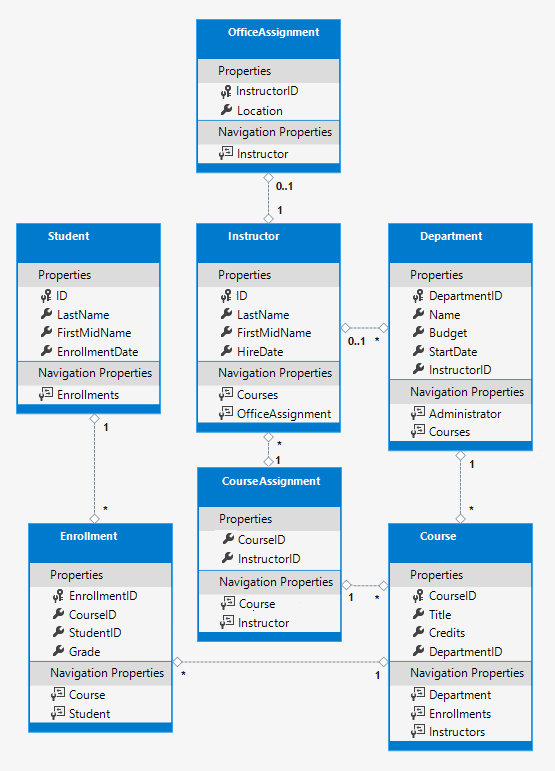 OfficeAssignment
Properties
InstructorID
Location
Navigation Properties
Instructor
0..1
1
Student
Properties
ID
LastName
FirstMidName
EnrollmentDate
Navigation Properties
Enrollments
1
*
Instructor
Properties
ID
LastName
FirstMidName
HireDate
Navigation Properties
Courses
OfficeAssignment
0..1
*
*
1
Department
Properties
DepartmentID
Name
Budget
StartDate
InstructorID
Navigation Properties
Administrator
Courses
1
*
CourseAssignment
Properties
CourseID
InstructorID
Navigation Properties
Course
Instructor
1
*
Enrollment
Properties
EnrollmentID
CourseID
StudentID
Grade
Navigation Properties
Course
Student
*
1
Course
Properties
CourseID
Title
Credits
DepartmentID
Navigation Properties
Department
Enrollments
Instructors